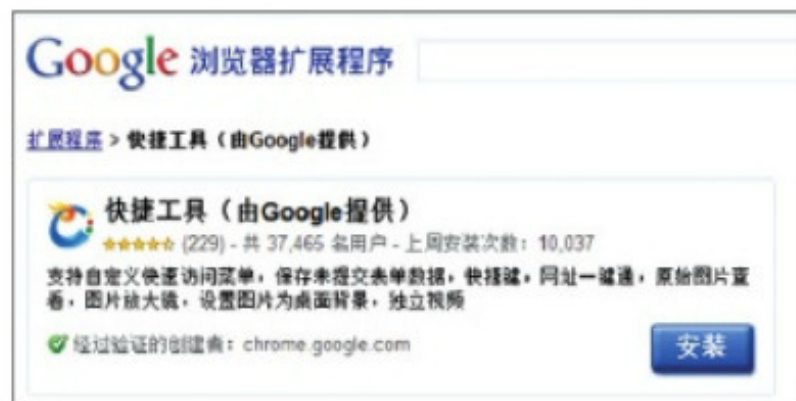 Google 浏览器扩展程序
扩展程序 > 快捷工具（由Google提供）
快捷工具（由Google提供）
(229) - 共 37,465 名用户 - 上周安装次数：10,037
支持自定义快速访问菜单，保存未提交表单数据，快捷键，网址一键通，原始图片查
看，图片放大镜，设置图片为桌面背景，独立视频
经过验证的创建者：chrome.google.com
安装